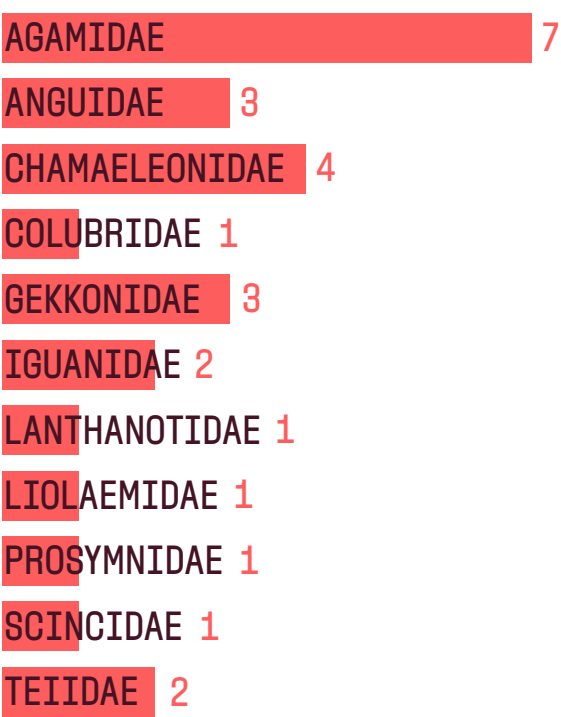 AGAMIDAE 7
ANGUIDAE 3
CHAMAELEONIDAE 4
COLUBRIDAE 1
GEKKONIDAE 3
IGUANIDAE 2
LANTHANOTIDAE 1
LIOLAEMIDAE 1
PROSYMNIDAE 1
SCINCIDAE 1
TEIIDAE 2